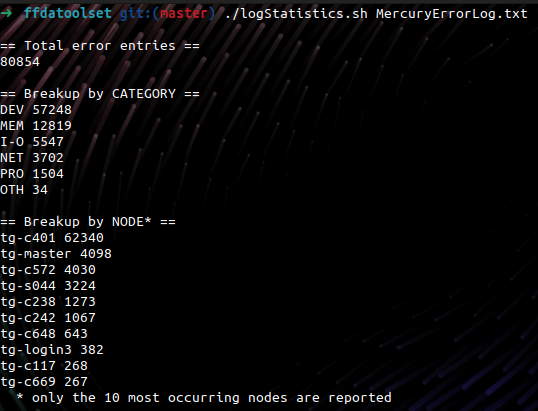 ➜ ffdatoolset git:(master) ./logStatistics.sh MercuryErrorLog.txt
== Total error entries ==
80854
== Breakup by CATEGORY ==
DEV 57248
MEM 12819
I-O 5547
NET 3702
PRO 1504
OTH 34
== Breakup by NODE* ==
tg-c401 62340
tg-master 4098
tg-c572 4030
tg-s044 3224
tg-c238 1273
tg-c242 1067
tg-c648 643
tg-login3 382
tg-c117 268
tg-c669 267
* only the 10 most occurring nodes are reported